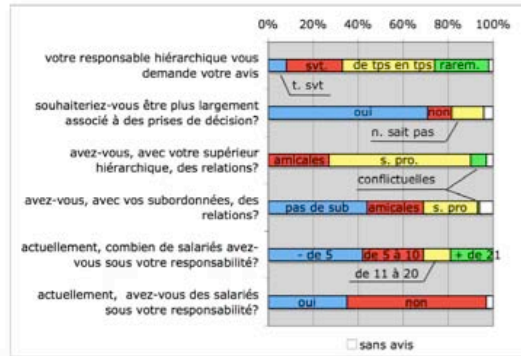 0% 20% 40% 60% 80% 100%
votre responsable hiérarchique vous
demande votre avis
svt. de tps en tps rarem.
t. svt
souhaiteriez-vous être plus largement
associé à des prises de décision?
oui non
n. sait pas
avez-vous, avec votre supérieur
hiérarchique, des relations?
amicales s. pro.
conflictuelles
avez-vous, avec vos subordonnées, des
relations?
pas de sub amicales s. pro
actuellement, combien de salariés avez-
vous sous votre responsabilité?
- de 5 de 5 à 10 + de 21
de 11 à 20
actuellement, avez-vous des salariés
sous votre responsabilité?
oui non
sans avis